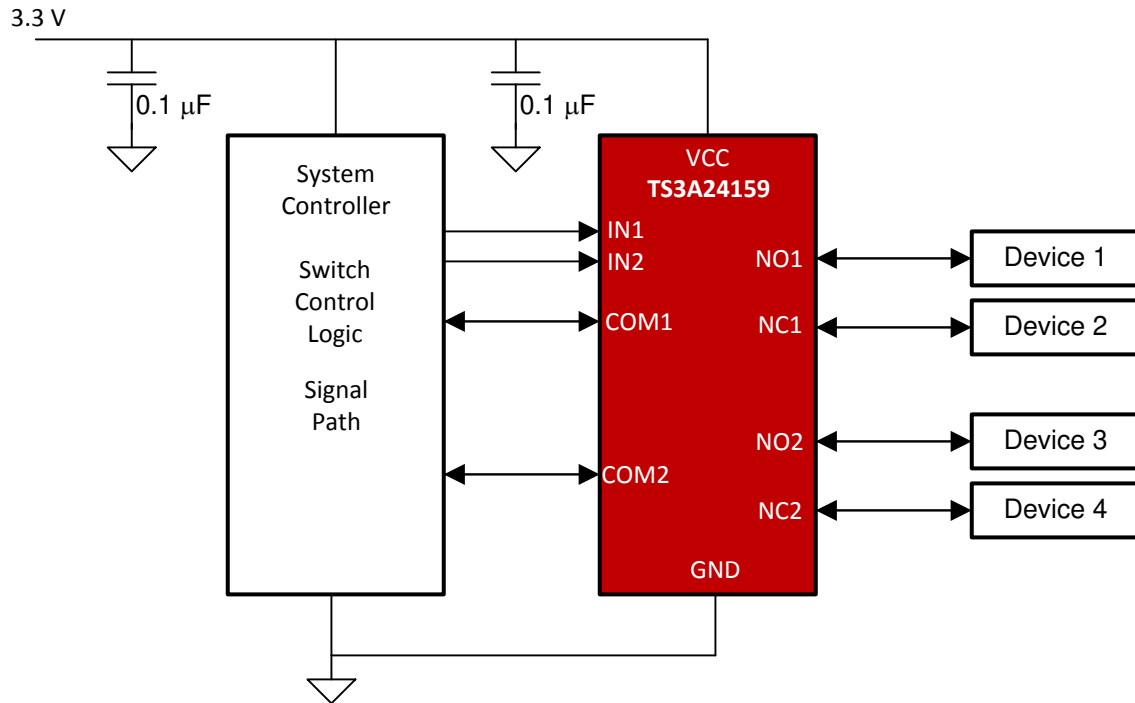 3.3 V
0.1 μF
0.1 μF
System
Controller
Switch
Control
Logic
Signal
Path
VCC
TS3A24159
IN1
IN2
COM1
COM2
NO1
NC1
NO2
NC2
GND
Device 1
Device 2
Device 3
Device 4